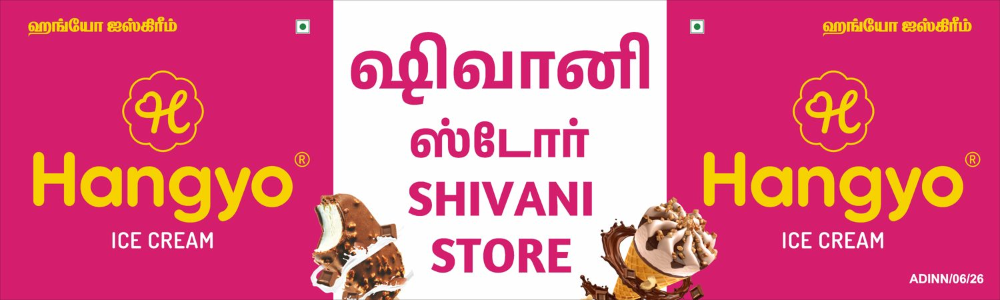 ஹங்யோ ஐஸ்கிரீம்
H
Hangyo®
ICE CREAM
ஷிவானி
ஸ்டோர்
SHIVANI
STORE
ஹங்யோ ஐஸ்கிரீம்
H
Hangyo®
ICE CREAM
ADINN/06/26